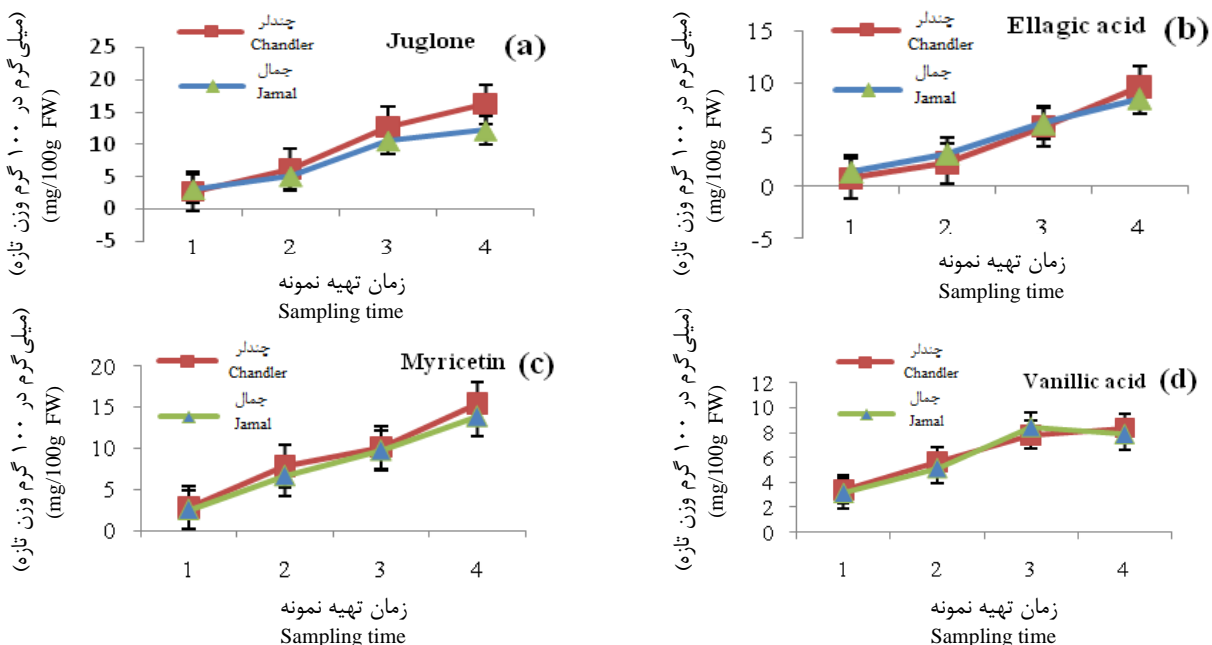 چندلر
Chandler
جمال
Jamal
Juglone (a)
(میلی‌گرم در ۱۰۰ گرم وزن تازه)
(mg/100g FW)
25
20
15
10
5
0
-5
1 2 3 4
زمان تهیه نمونه
Sampling time
چندلر
Chandler
جمال
Jamal
Ellagic acid (b)
(میلی‌گرم در ۱۰۰ گرم وزن تازه)
(mg/100g FW)
15
10
5
0
-5
1 2 3 4
زمان تهیه نمونه
Sampling time
چندلر
Chandler
جمال
Jamal
Myricetin (c)
(میلی‌گرم در ۱۰۰ گرم وزن تازه)
(mg/100g FW)
20
15
10
5
0
1 2 3 4
زمان تهیه نمونه
Sampling time
چندلر
Chandler
جمال
Jamal
Vanillic acid (d)
(میلی‌گرم در ۱۰۰ گرم وزن تازه)
(mg/100g FW)
12
10
8
6
4
2
0
1 2 3 4
زمان تهیه نمونه
Sampling time